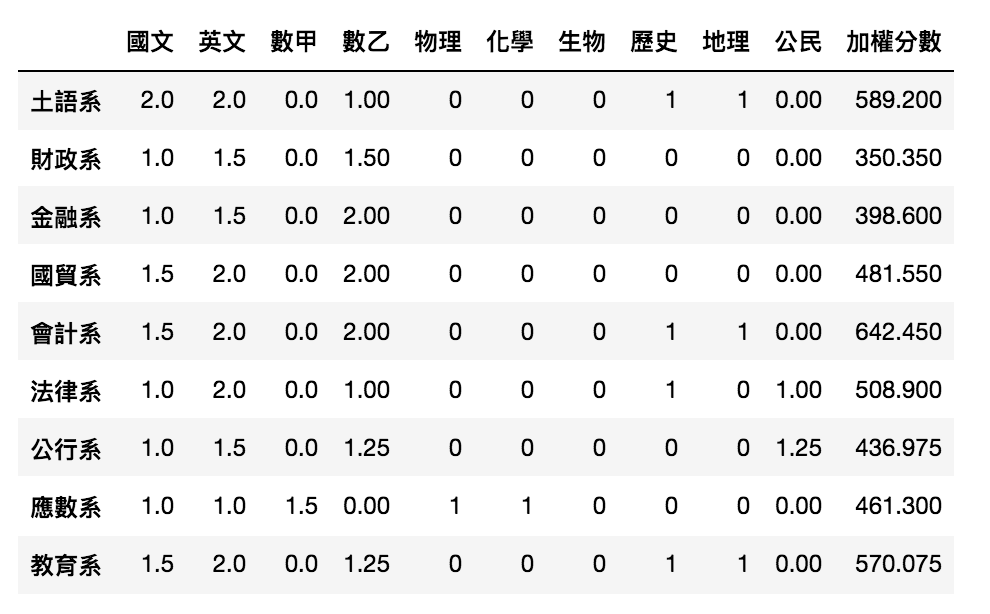 國文 英文 數甲 數乙 物理 化學 生物 歷史 地理 公民 加權分數
土語系 2.0 2.0 0.0 1.00 0 0 0 1 1 0.00 589.200
財政系 1.0 1.5 0.0 1.50 0 0 0 0 0 0.00 350.350
金融系 1.0 1.5 0.0 2.00 0 0 0 0 0 0.00 398.600
國貿系 1.5 2.0 0.0 2.00 0 0 0 0 0 0.00 481.550
會計系 1.5 2.0 0.0 2.00 0 0 0 1 1 0.00 642.450
法律系 1.0 2.0 0.0 1.00 0 0 0 1 0 1.00 508.900
公行系 1.0 1.5 0.0 1.25 0 0 0 0 0 1.25 436.975
應數系 1.0 1.0 1.5 0.00 1 1 0 0 0 0.00 461.300
教育系 1.5 2.0 0.0 1.25 0 0 0 1 1 0.00 570.075